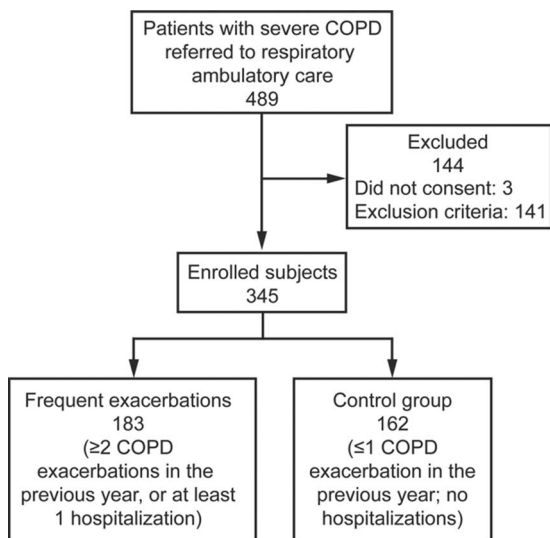 Patients with severe COPD
referred to respiratory
ambulatory care
489
Excluded
144
Did not consent: 3
Exclusion criteria: 141
Enrolled subjects
345
Frequent exacerbations
183
(≥2 COPD
exacerbations in the
previous year, or at least
1 hospitalization)
Control group
162
(≤1 COPD
exacerbation in the
previous year; no
hospitalizations)